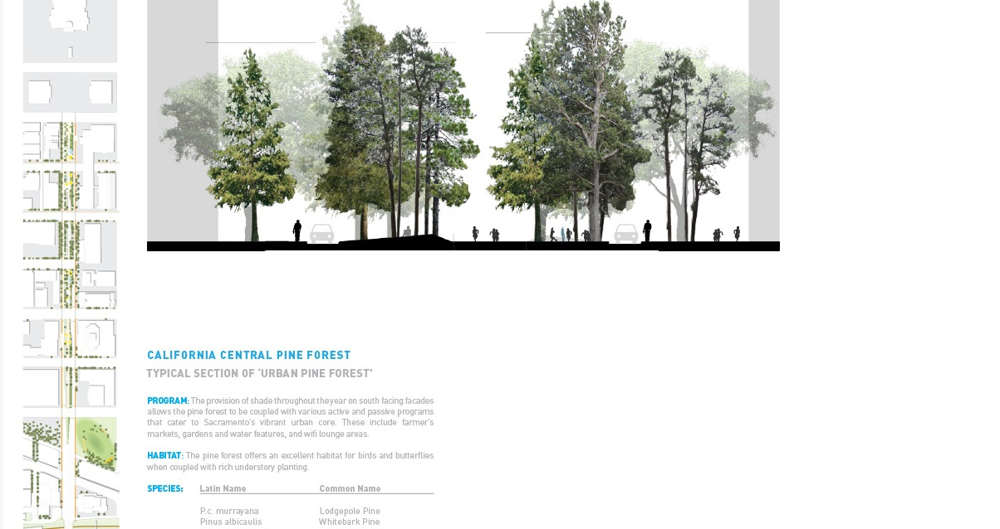 CALIFORNIA CENTRAL PINE FOREST
TYPICAL SECTION OF 'URBAN PINE FOREST'
PROGRAM: The provision of shade throughout the year on south facing facades
allows the pine forest to be coupled with various active and passive programs
that cater to Sacramento's vibrant urban core. These include farmer's
markets, gardens and water features, and wifi lounge areas.
HABITAT: The pine forest offers an excellent habitat for birds and butterflies
when coupled with rich understory planting.
SPECIES: Latin Name Common Name
P.c. murrayana Lodgepole Pine
Pinus albicaulis Whitebark Pine